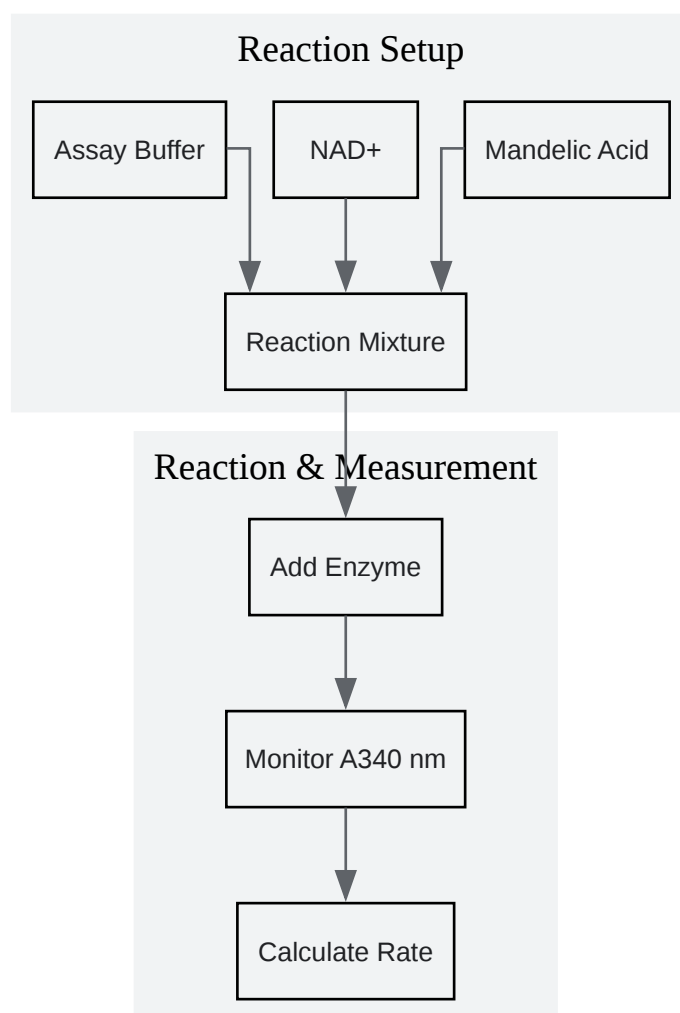 Reaction Setup
Assay Buffer
NAD+
Mandelic Acid
Reaction Mixture
Reaction & Measurement
Add Enzyme
Monitor A340 nm
Calculate Rate